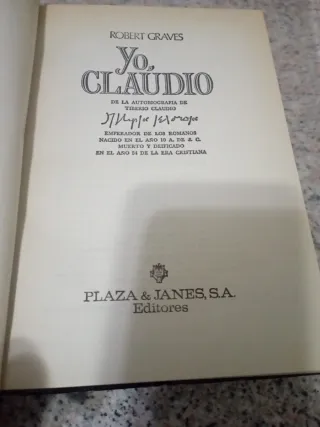 ROBERT GRAVES
Yo,
CLAUDIO
DE LA AUTOBIOGRAFIA DE
TIBERIO CLAUDIO
EMPERADOR DE LOS ROMANOS
NACIDO EN EL AÑO 10 A. DE J. C.
MUERTO Y DEIFICADO
EN EL AÑO 54 DE LA ERA CRISTIANA
PLAZA & JANES, S.A.
Editores